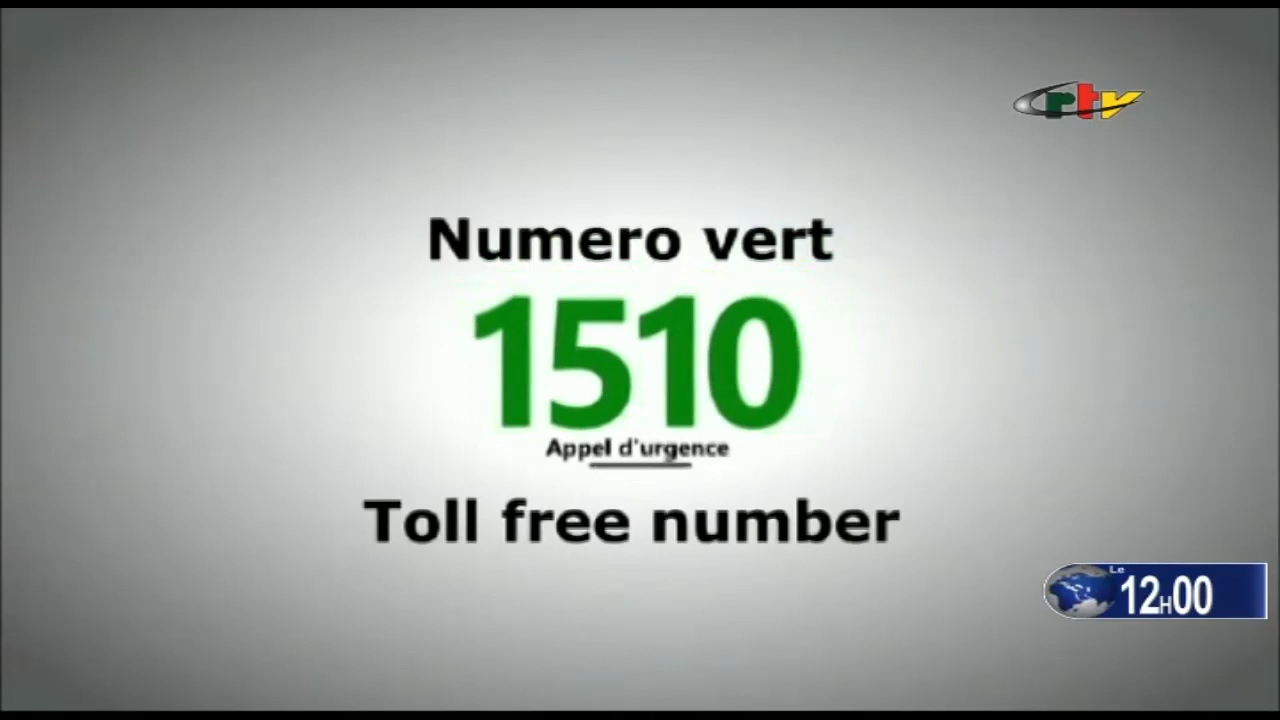 crtv
Numero vert
1510
Appel d'urgence
Toll free number
Le
12H00